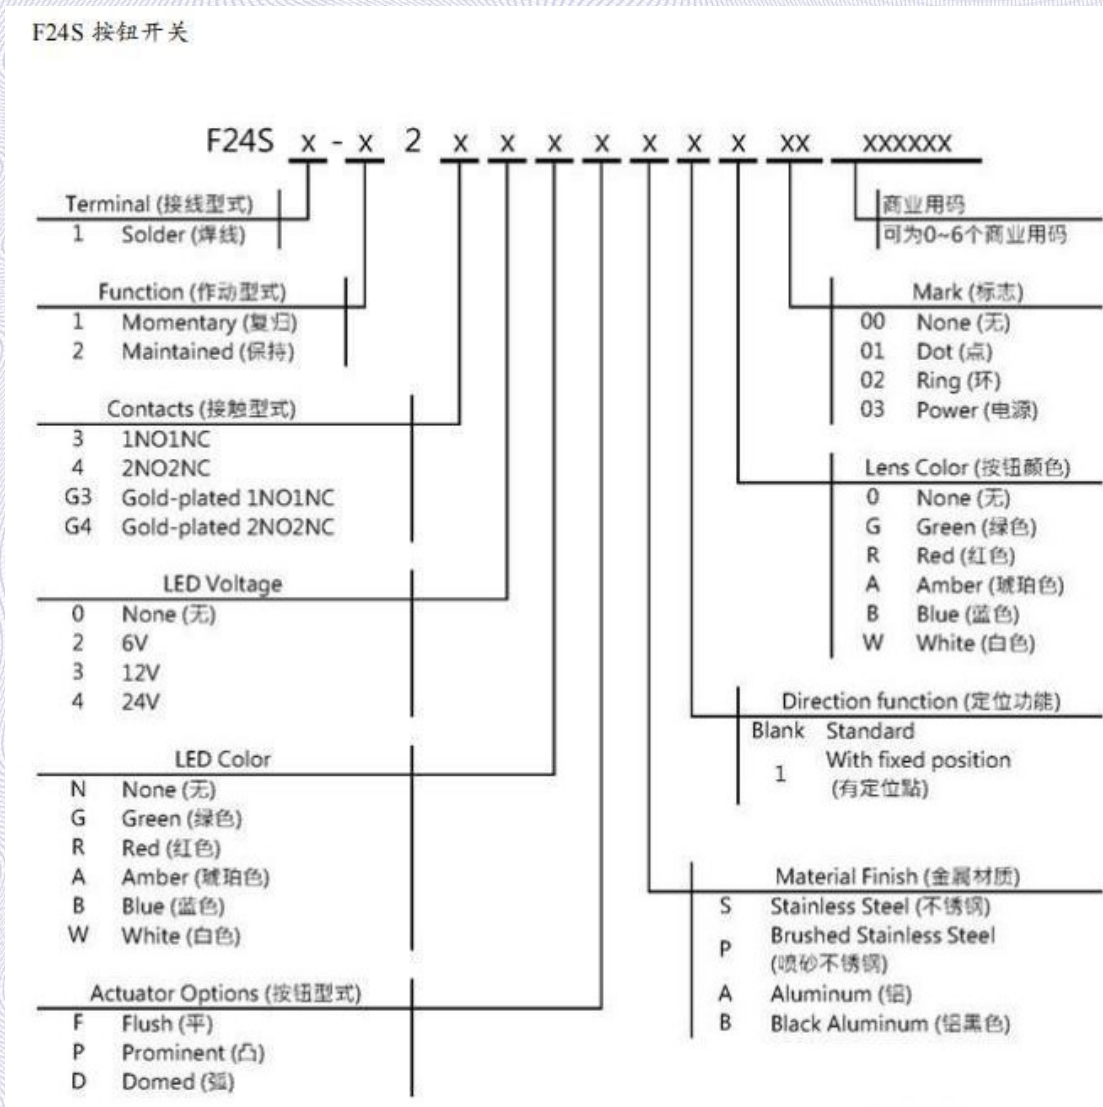 F24S 按钮开关
F24S x - x 2 x x x x x x x xx xxxxxx
Terminal (接线型式)
1 Solder (焊线)
Function (作动型式)
1 Momentary (复归)
2 Maintained (保持)
Contacts (接触型式)
3 1NO1NC
4 2NO2NC
G3 Gold-plated 1NO1NC
G4 Gold-plated 2NO2NC
LED Voltage
0 None (无)
2 6V
3 12V
4 24V
LED Color
N None (无)
G Green (绿色)
R Red (红色)
A Amber (琥珀色)
B Blue (蓝色)
W White (白色)
Actuator Options (按钮型式)
F Flush (平)
P Prominent (凸)
D Domed (弧)
商业用码
可为0~6个商业用码
Mark (标志)
00 None (无)
01 Dot (点)
02 Ring (环)
03 Power (电源)
Lens Color (按钮颜色)
0 None (无)
G Green (绿色)
R Red (红色)
A Amber (琥珀色)
B Blue (蓝色)
W White (白色)
Direction function (定位功能)
Blank Standard
1 With fixed position
(有定位點)
Material Finish (金属材质)
S Stainless Steel (不锈钢)
P Brushed Stainless Steel
(喷砂不锈钢)
A Aluminum (铝)
B Black Aluminum (铝黑色)